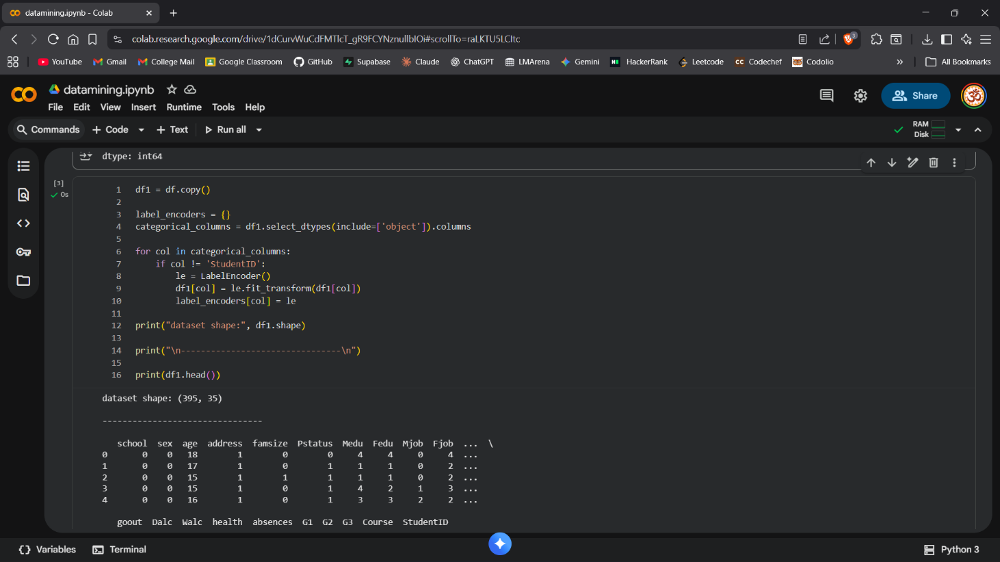 datamining.ipynb - Colab
colab.research.google.com/drive/1dCurvWuCdFMTlcT_gR9FCYNznullblOi#scrollTo=raLKTU5LCltc
3
YouTube Gmail College Mail Google Classroom GitHub Supabase Claude ChatGPT LMArena Gemini HackerRank Leetcode CC Codechef Codolio » All Bookmarks
datamining.ipynb
File Edit View Insert Runtime Tools Help
Share
Commands + Code + Text Run all
RAM
Disk
dtype: int64
[3]
0s
1 df1 = df.copy()
2
3 label_encoders = {}
4 categorical_columns = df1.select_dtypes(include=['object']).columns
5
6 for col in categorical_columns:
7 if col != 'StudentID':
8 le = LabelEncoder()
9 df1[col] = le.fit_transform(df1[col])
10 label_encoders[col] = le
11
12 print("dataset shape:", df1.shape)
13
14 print("\n--------------------------------\n")
15
16 print(df1.head())
dataset shape: (395, 35)
--------------------------------
school sex age address famsize Pstatus Medu Fedu Mjob Fjob ... \
0 0 0 18 1 0 0 4 4 0 4 ...
1 0 0 17 1 0 1 1 1 0 2 ...
2 0 0 15 1 1 1 1 1 0 2 ...
3 0 0 15 1 0 1 4 2 1 3 ...
4 0 0 16 1 0 1 3 3 2 2 ...
goout Dalc Walc health absences G1 G2 G3 Course StudentID
{} Variables Terminal
Python 3